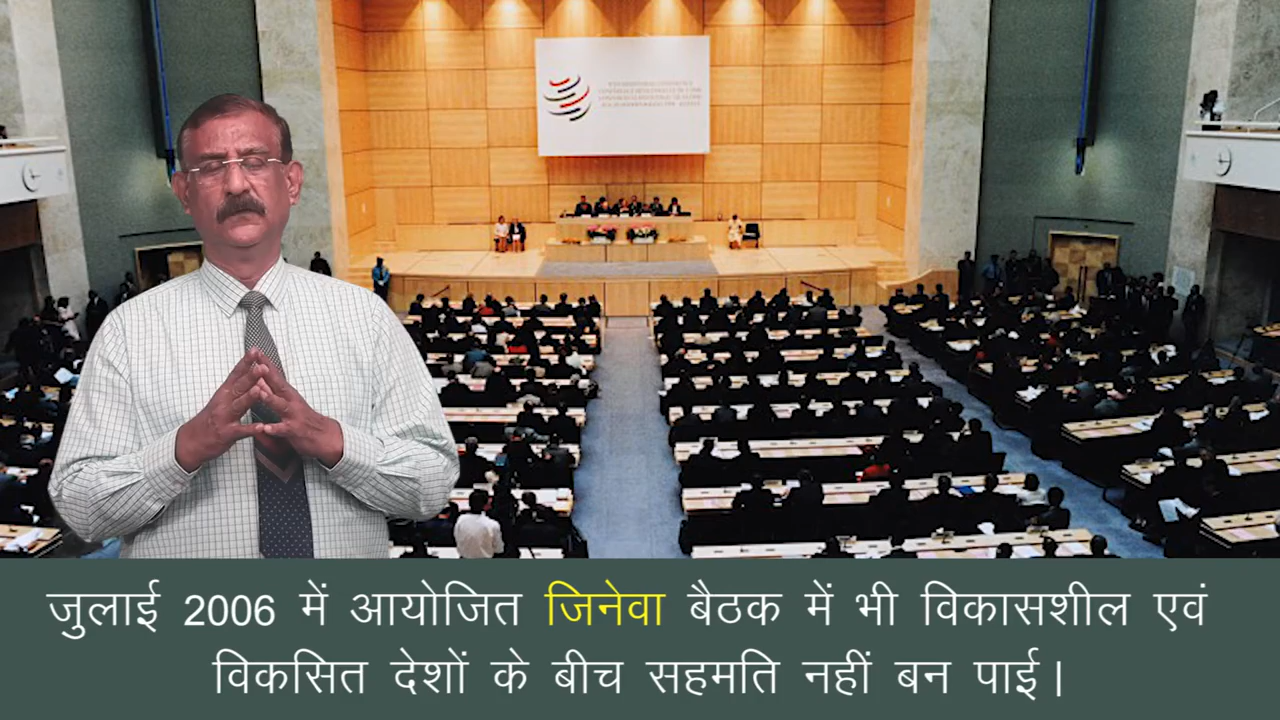 जुलाई 2006 में आयोजित जिनेवा बैठक में भी विकासशील एवं
विकसित देशों के बीच सहमति नहीं बन पाई।